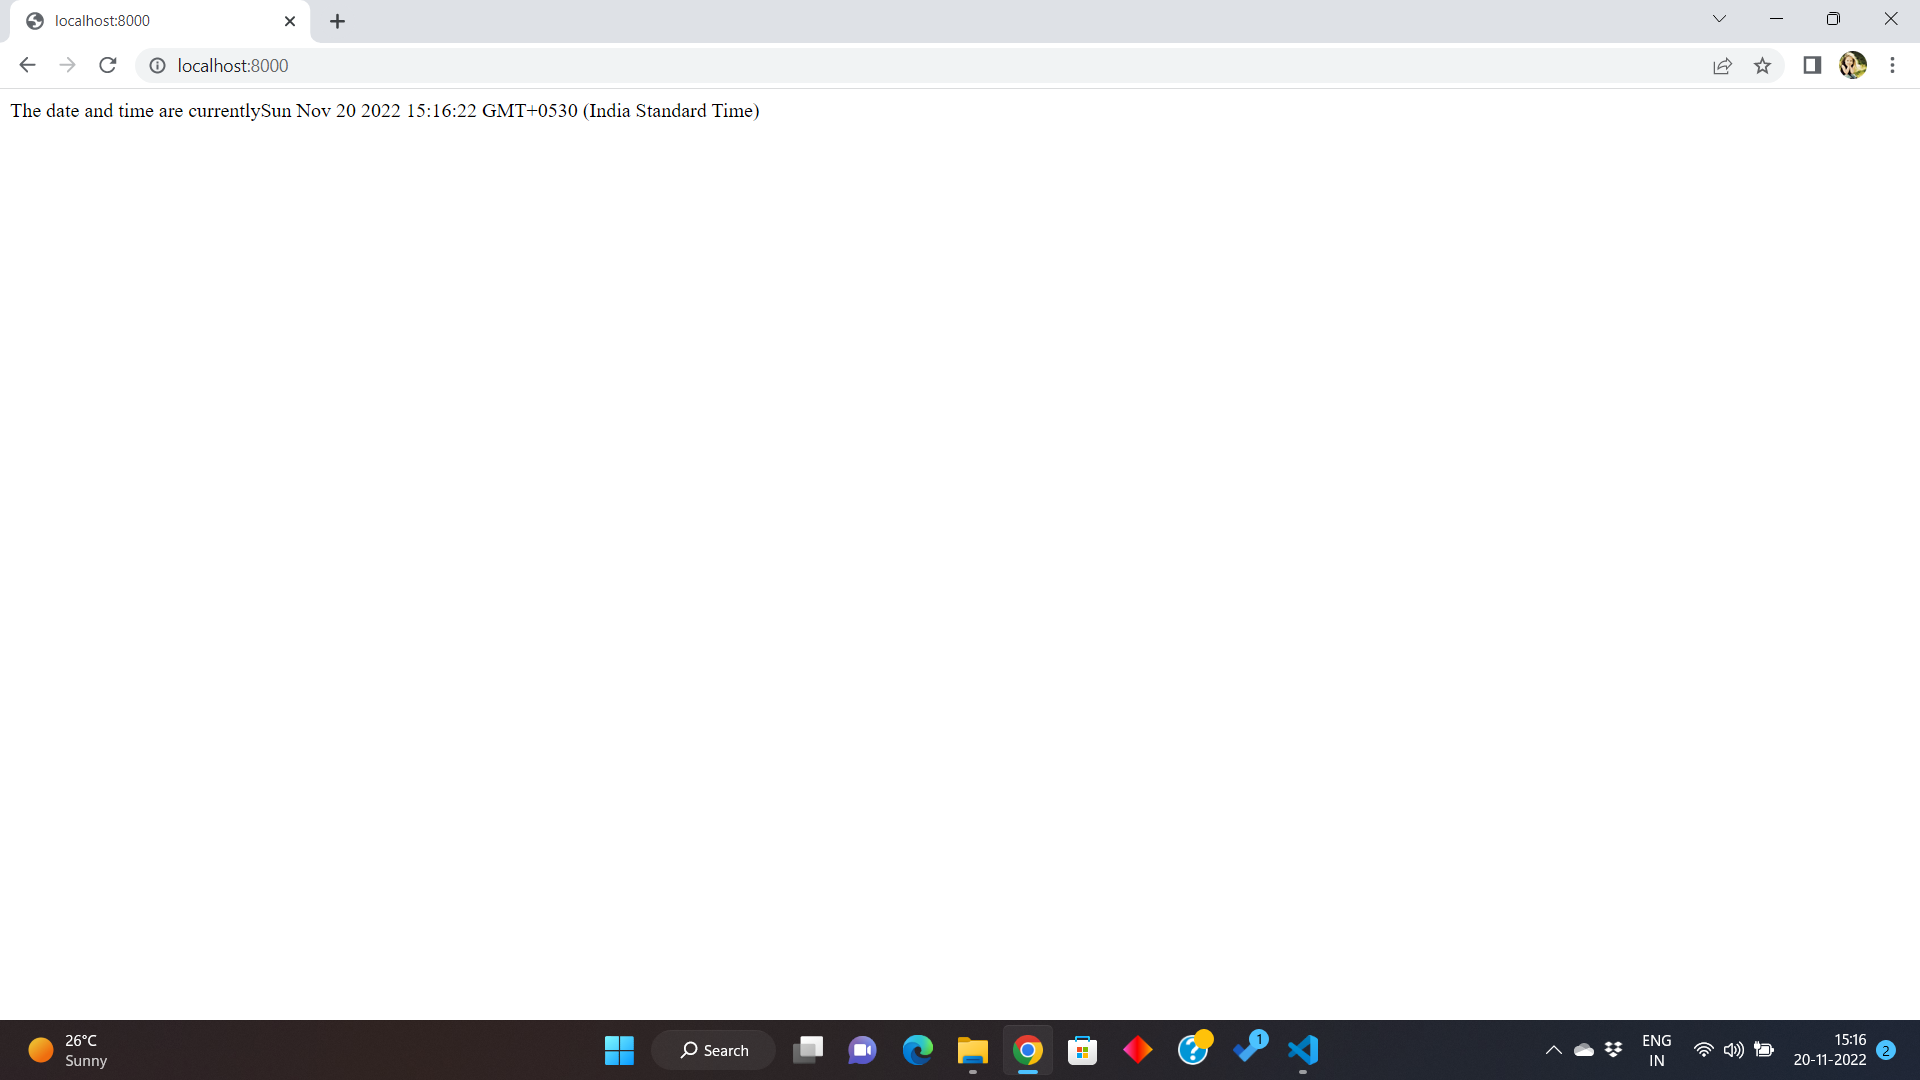 localhost:8000
localhost:8000
The date and time are currentlySun Nov 20 2022 15:16:22 GMT+0530 (India Standard Time)
26°C
Sunny
Search
1
ENG
IN
15:16
20-11-2022
2